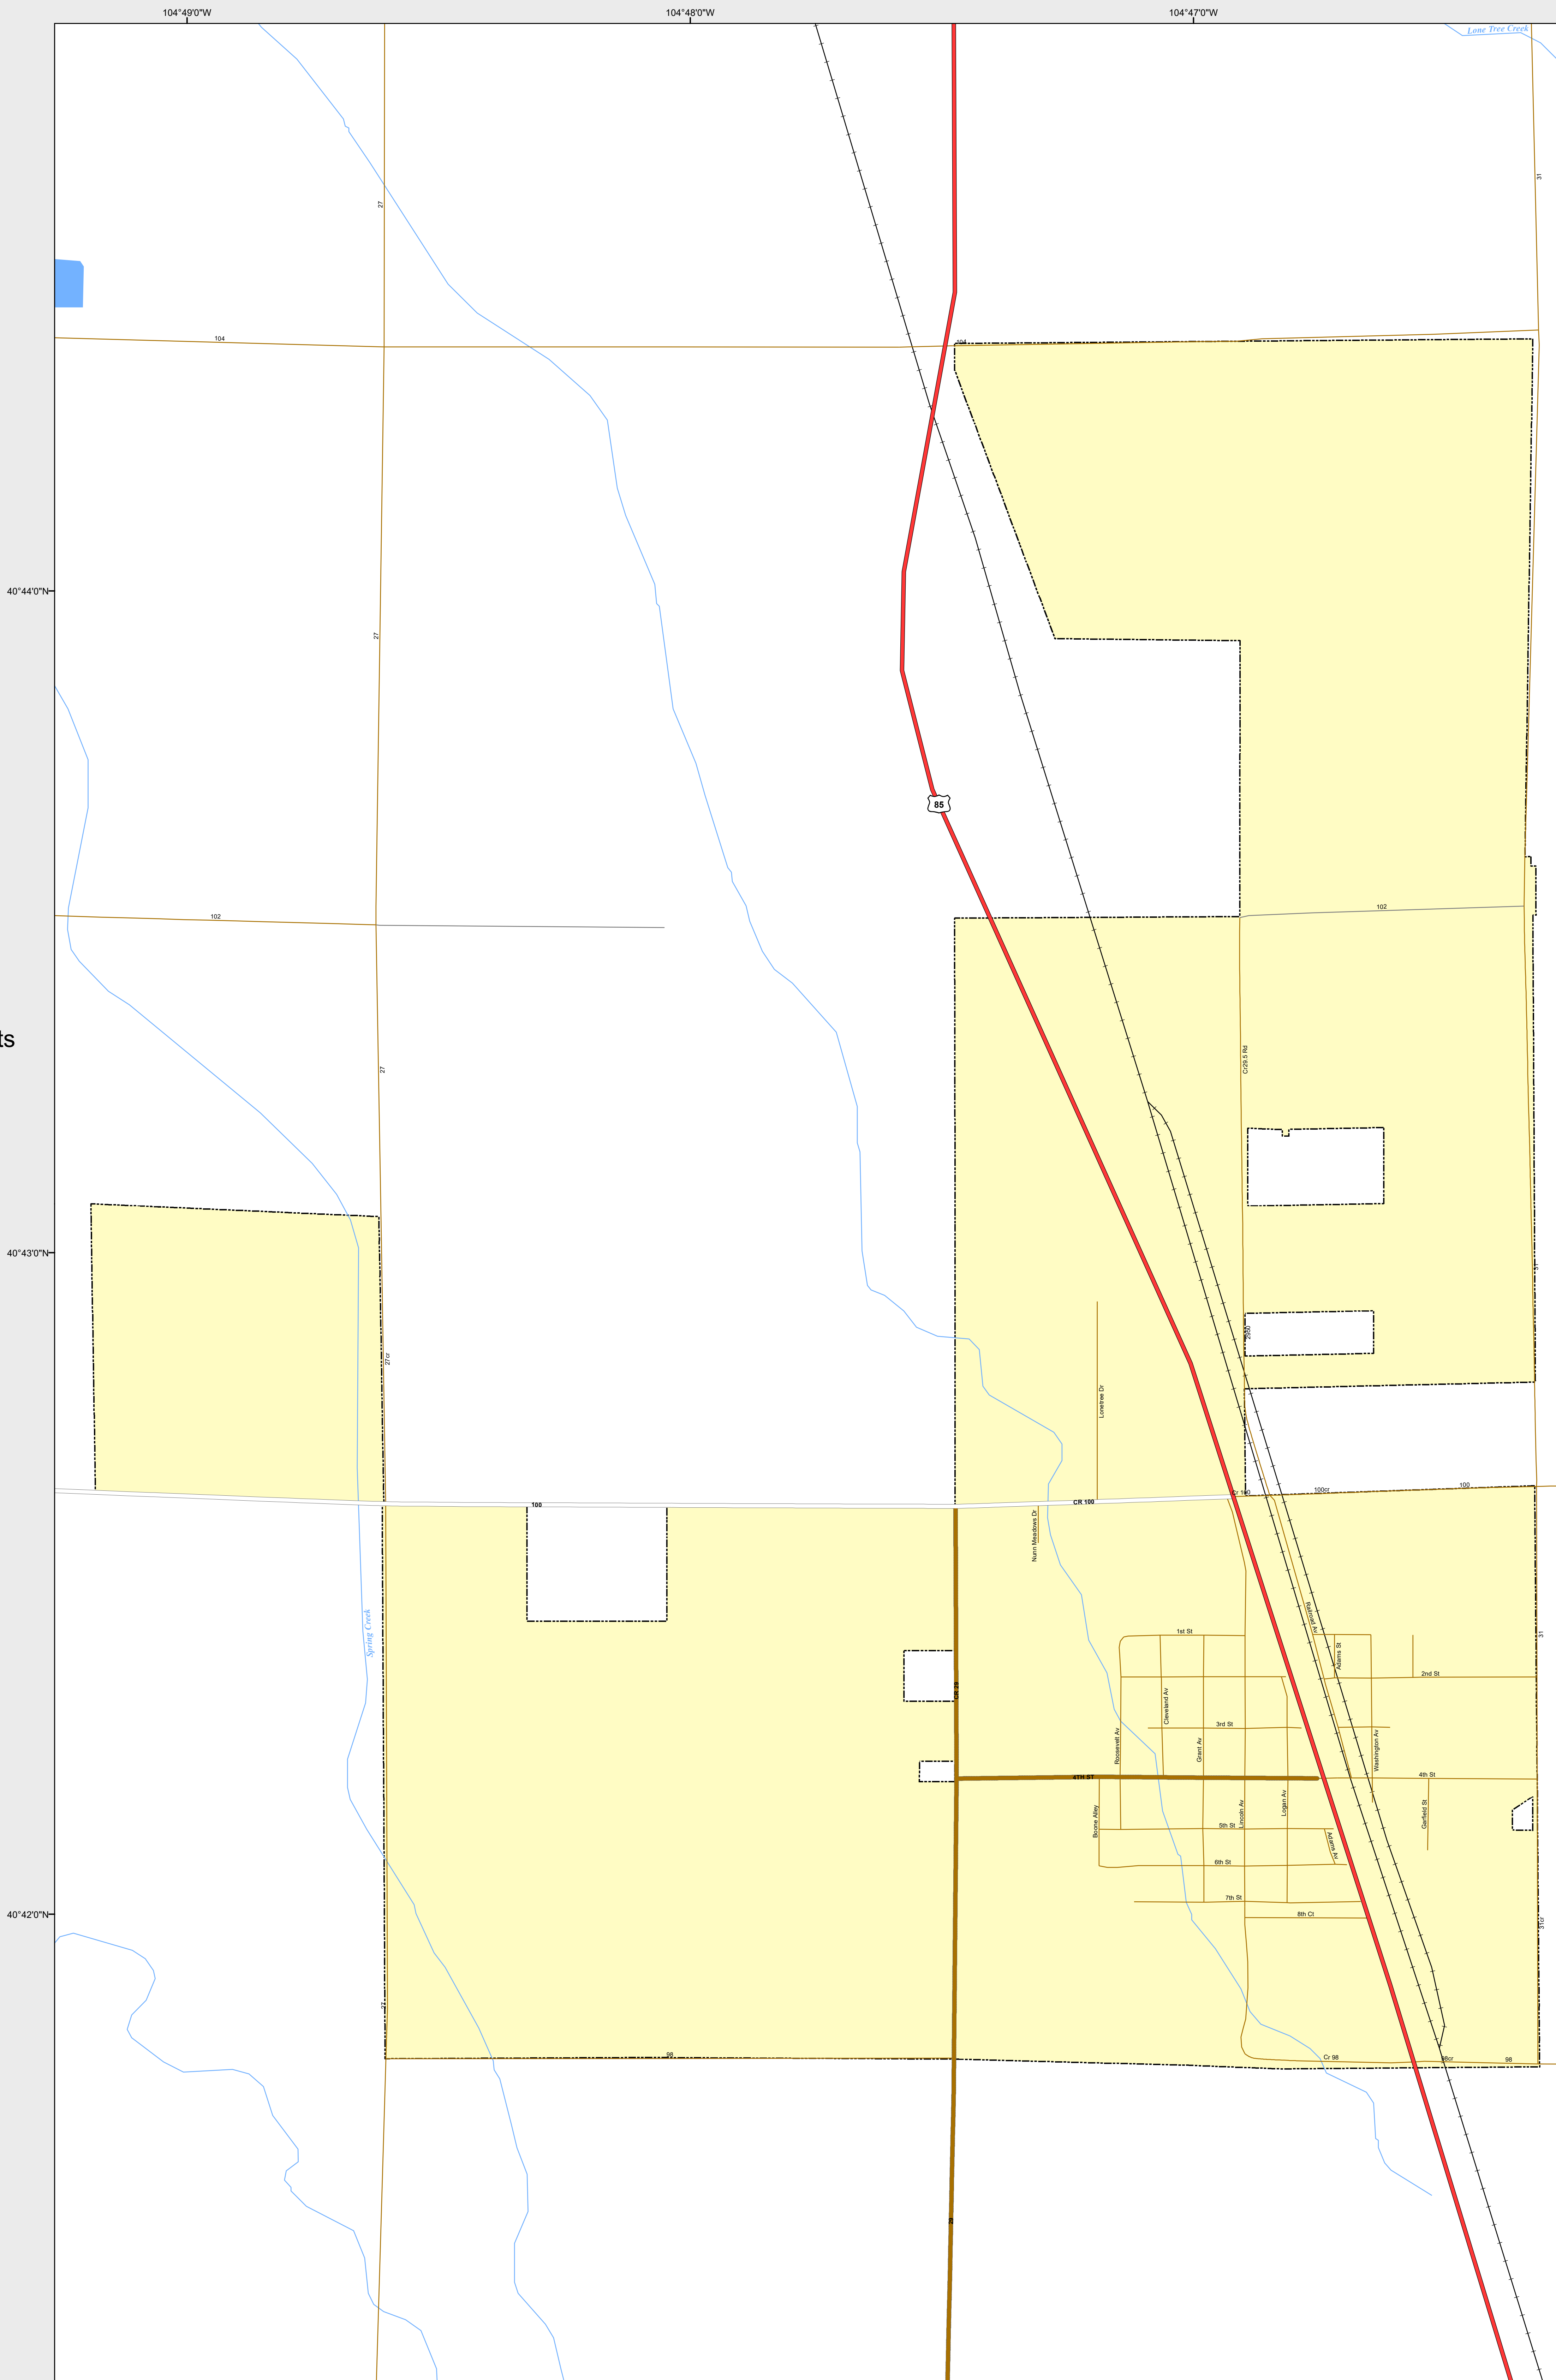 104°49'0"W
104°48'0"W
104°47'0"W
Lone Tree Creek
31
27
104
104
40°44'0"N
27
85
102
102
ts
Cr29.5 Rd
27
40°43'0"N
31
2950
27cr
Lonetree Dr
100
CR 100
Cr 100
100cr
100
Nunn Meadows Dr
Spring Creek
Railroad Av
1st St
31
Adams St
2nd St
CR 29
Cleveland Av
3rd St
Roosevelt Av
Grant Av
Washington Av
4TH ST
4th St
Boone Alley
Lincoln Av
Logan Av
Garfield St
5th St
Adams Av
6th St
7th St
8th Ct
40°42'0"N
31cr
27
98
Cr 98
98cr
98
29